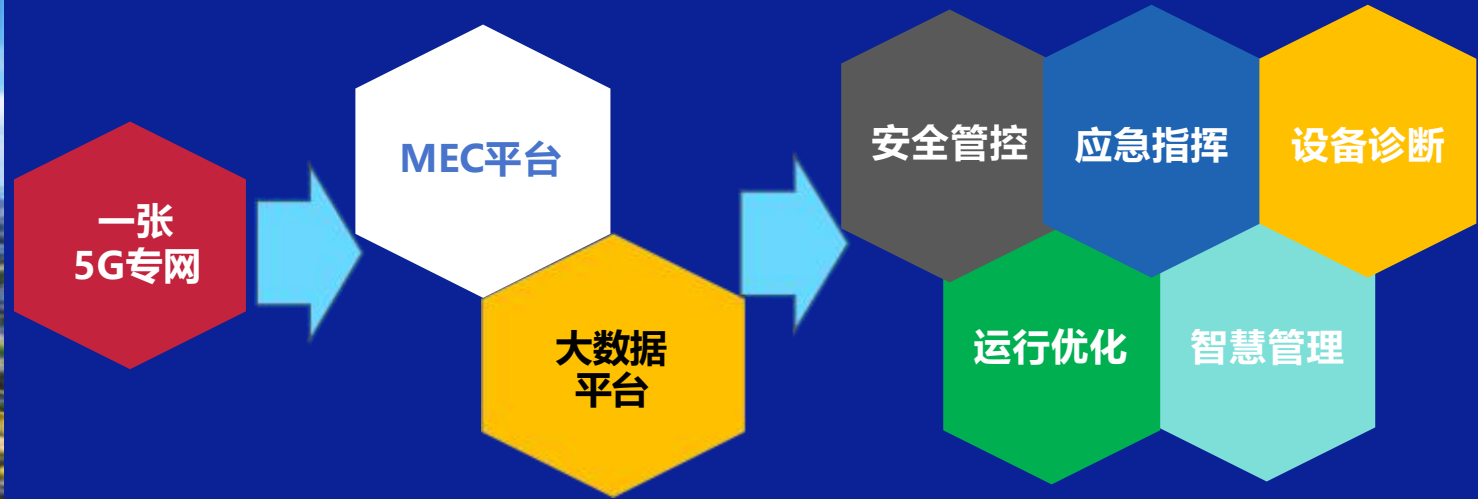 一张
5G专网
MEC平台
大数据
平台
安全管控
应急指挥
设备诊断
运行优化
智慧管理